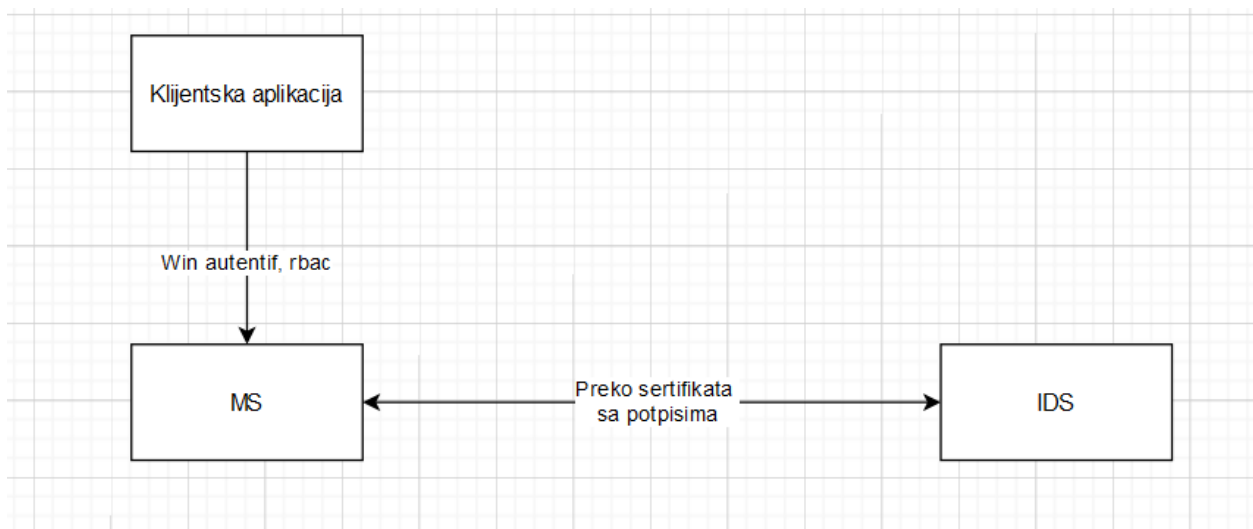 Klijentska aplikacija
Win autentif, rbac
MS
Preko sertifikata
sa potpisima
IDS